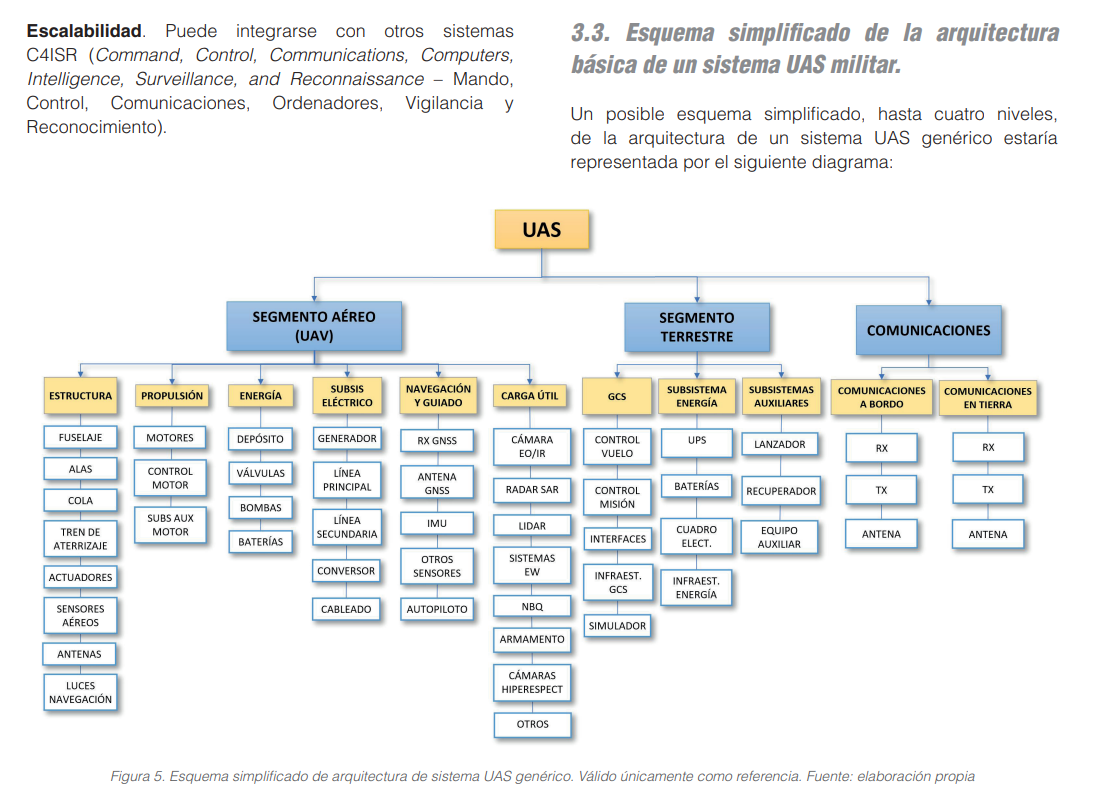 Escalabilidad. Puede integrarse con otros sistemas
C4ISR (Command, Control, Communications, Computers,
Intelligence, Surveillance, and Reconnaissance – Mando,
Control, Comunicaciones, Ordenadores, Vigilancia y
Reconocimiento).
3.3. Esquema simplificado de la arquitectura
básica de un sistema UAS militar.
Un posible esquema simplificado, hasta cuatro niveles,
de la arquitectura de un sistema UAS genérico estaría
representada por el siguiente diagrama:
UAS
SEGMENTO AÉREO
(UAV)
SEGMENTO
TERRESTRE
COMUNICACIONES
ESTRUCTURA
FUSELAJE
ALAS
COLA
TREN DE
ATERRIZAJE
ACTUADORES
SENSORES
AÉREOS
ANTENAS
LUCES
NAVEGACIÓN
PROPULSIÓN
MOTORES
CONTROL
MOTOR
SUBS AUX
MOTOR
ENERGÍA
DEPÓSITO
VÁLVULAS
BOMBAS
BATERÍAS
SUBSIS
ELÉCTRICO
GENERADOR
LÍNEA
PRINCIPAL
LÍNEA
SECUNDARIA
CONVERSOR
CABLEADO
NAVEGACIÓN
Y GUIADO
RX GNSS
ANTENA
GNSS
IMU
OTROS
SENSORES
AUTOPILOTO
CARGA ÚTIL
CÁMARA
EO/IR
RADAR SAR
LIDAR
SISTEMAS
EW
NBQ
ARMAMENTO
CÁMARAS
HIPERESPECT
OTROS
GCS
CONTROL
VUELO
CONTROL
MISIÓN
INTERFACES
INFRAEST.
GCS
SIMULADOR
SUBSISTEMA
ENERGÍA
UPS
BATERÍAS
CUADRO
ELECT.
INFRAEST.
ENERGÍA
SUBSISTEMAS
AUXILIARES
LANZADOR
RECUPERADOR
EQUIPO
AUXILIAR
COMUNICACIONES
A BORDO
RX
TX
ANTENA
COMUNICACIONES
EN TIERRA
RX
TX
ANTENA
Figura 5. Esquema simplificado de arquitectura de sistema UAS genérico. Válido únicamente como referencia. Fuente: elaboración propia